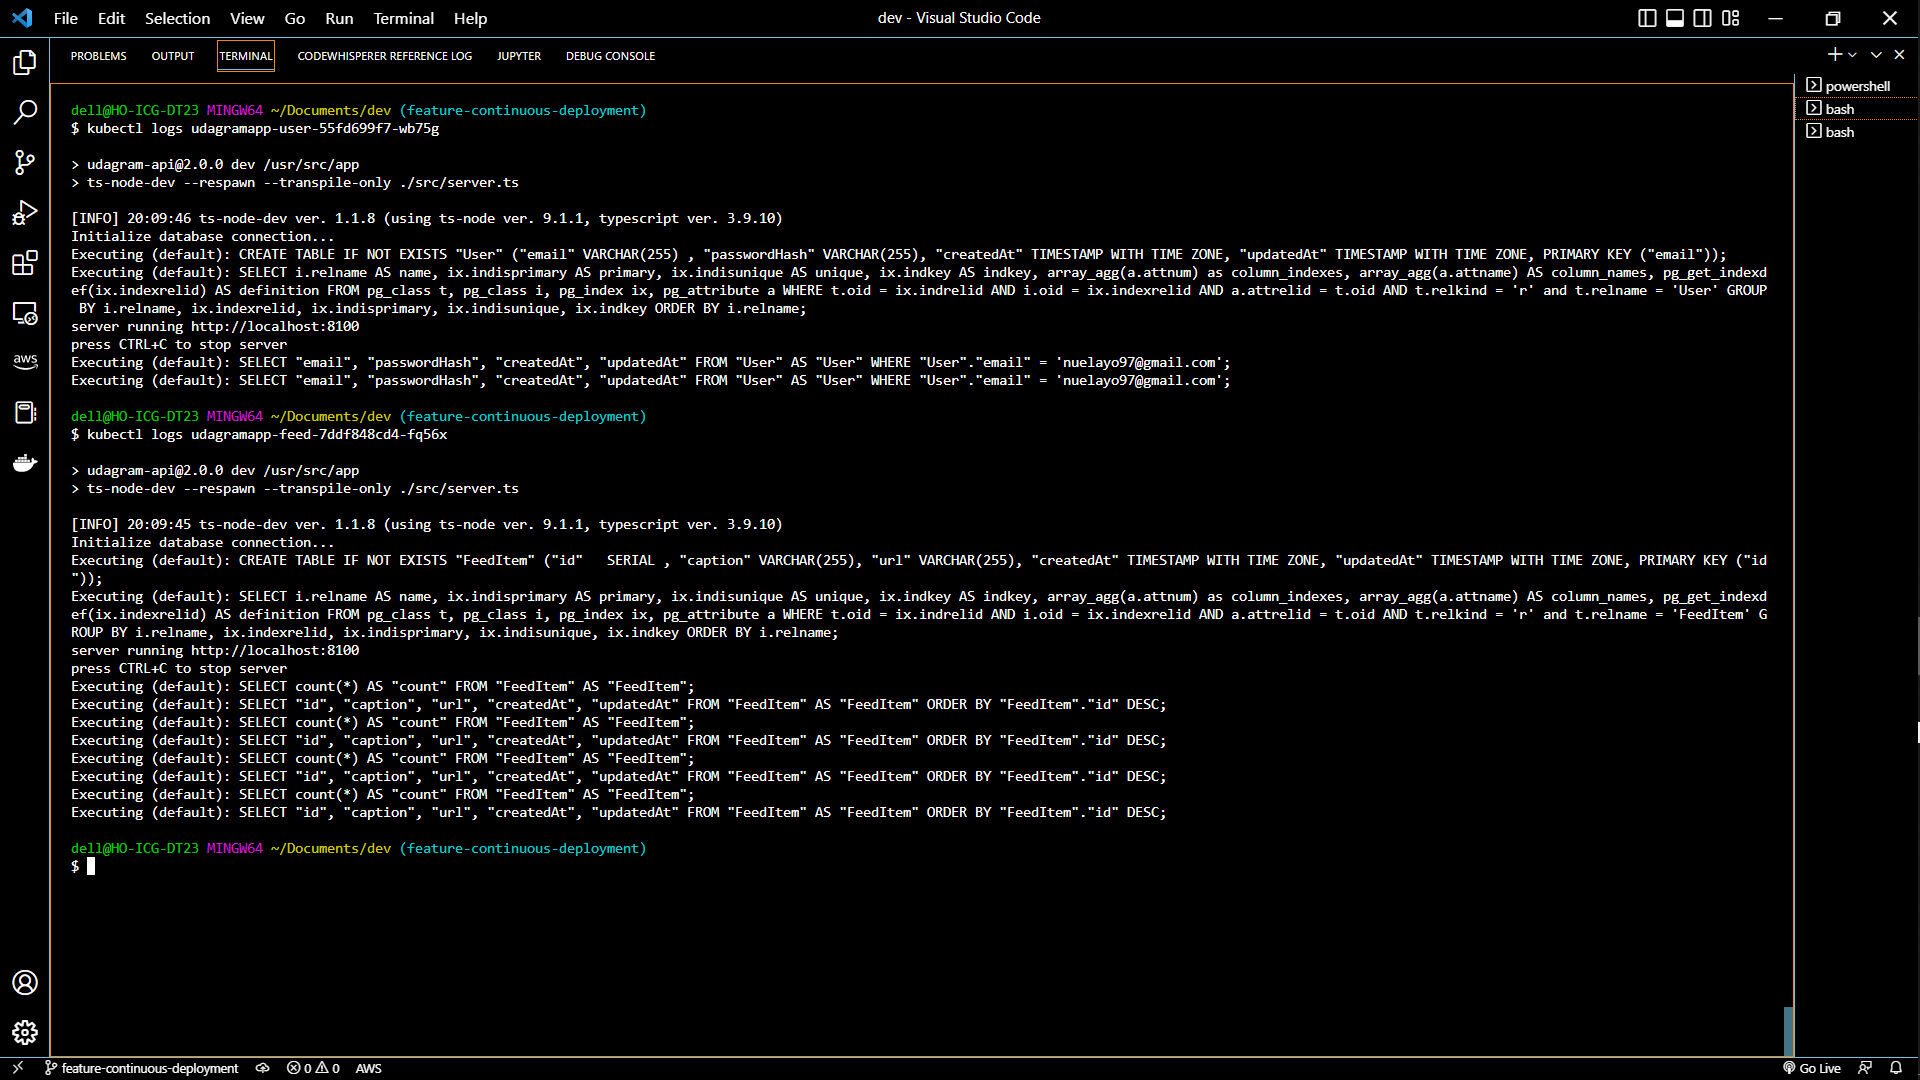 File Edit Selection View Go Run Terminal Help
dev - Visual Studio Code
PROBLEMS OUTPUT TERMINAL CODEWHISPERER REFERENCE LOG JUPYTER DEBUG CONSOLE
powershell
bash
bash
dell@HO-ICG-DT23 MINGW64 ~/Documents/dev (feature-continuous-deployment)
$ kubectl logs udagramapp-user-55fd699f7-wb75g
> udagram-api@2.0.0 dev /usr/src/app
> ts-node-dev --respawn --transpile-only ./src/server.ts
[INFO] 20:09:46 ts-node-dev ver. 1.1.8 (using ts-node ver. 9.1.1, typescript ver. 3.9.10)
Initialize database connection...
Executing (default): CREATE TABLE IF NOT EXISTS "User" ("email" VARCHAR(255) , "passwordHash" VARCHAR(255), "createdAt" TIMESTAMP WITH TIME ZONE, "updatedAt" TIMESTAMP WITH TIME ZONE, PRIMARY KEY ("email"));
Executing (default): SELECT i.relname AS name, ix.indisprimary AS primary, ix.indisunique AS unique, ix.indkey AS indkey, array_agg(a.attnum) as column_indexes, array_agg(a.attname) AS column_names, pg_get_indexd
ef(ix.indexrelid) AS definition FROM pg_class t, pg_class i, pg_index ix, pg_attribute a WHERE t.oid = ix.indrelid AND i.oid = ix.indexrelid AND a.attrelid = t.oid AND t.relkind = 'r' and t.relname = 'User' GROUP
BY i.relname, ix.indexrelid, ix.indisprimary, ix.indisunique, ix.indkey ORDER BY i.relname;
server running http://localhost:8100
press CTRL+C to stop server
Executing (default): SELECT "email", "passwordHash", "createdAt", "updatedAt" FROM "User" AS "User" WHERE "User"."email" = 'nuelayo97@gmail.com';
Executing (default): SELECT "email", "passwordHash", "createdAt", "updatedAt" FROM "User" AS "User" WHERE "User"."email" = 'nuelayo97@gmail.com';
dell@HO-ICG-DT23 MINGW64 ~/Documents/dev (feature-continuous-deployment)
$ kubectl logs udagramapp-feed-7ddf848cd4-fq56x
> udagram-api@2.0.0 dev /usr/src/app
> ts-node-dev --respawn --transpile-only ./src/server.ts
[INFO] 20:09:45 ts-node-dev ver. 1.1.8 (using ts-node ver. 9.1.1, typescript ver. 3.9.10)
Initialize database connection...
Executing (default): CREATE TABLE IF NOT EXISTS "FeedItem" ("id"   SERIAL , "caption" VARCHAR(255), "url" VARCHAR(255), "createdAt" TIMESTAMP WITH TIME ZONE, "updatedAt" TIMESTAMP WITH TIME ZONE, PRIMARY KEY ("id
"));
Executing (default): SELECT i.relname AS name, ix.indisprimary AS primary, ix.indisunique AS unique, ix.indkey AS indkey, array_agg(a.attnum) as column_indexes, array_agg(a.attname) AS column_names, pg_get_indexd
ef(ix.indexrelid) AS definition FROM pg_class t, pg_class i, pg_index ix, pg_attribute a WHERE t.oid = ix.indrelid AND i.oid = ix.indexrelid AND a.attrelid = t.oid AND t.relkind = 'r' and t.relname = 'FeedItem' G
ROUP BY i.relname, ix.indexrelid, ix.indisprimary, ix.indisunique, ix.indkey ORDER BY i.relname;
server running http://localhost:8100
press CTRL+C to stop server
Executing (default): SELECT count(*) AS "count" FROM "FeedItem" AS "FeedItem";
Executing (default): SELECT "id", "caption", "url", "createdAt", "updatedAt" FROM "FeedItem" AS "FeedItem" ORDER BY "FeedItem"."id" DESC;
Executing (default): SELECT count(*) AS "count" FROM "FeedItem" AS "FeedItem";
Executing (default): SELECT "id", "caption", "url", "createdAt", "updatedAt" FROM "FeedItem" AS "FeedItem" ORDER BY "FeedItem"."id" DESC;
Executing (default): SELECT count(*) AS "count" FROM "FeedItem" AS "FeedItem";
Executing (default): SELECT "id", "caption", "url", "createdAt", "updatedAt" FROM "FeedItem" AS "FeedItem" ORDER BY "FeedItem"."id" DESC;
Executing (default): SELECT count(*) AS "count" FROM "FeedItem" AS "FeedItem";
Executing (default): SELECT "id", "caption", "url", "createdAt", "updatedAt" FROM "FeedItem" AS "FeedItem" ORDER BY "FeedItem"."id" DESC;
dell@HO-ICG-DT23 MINGW64 ~/Documents/dev (feature-continuous-deployment)
$
aws
feature-continuous-deployment 0 0 AWS
Go Live